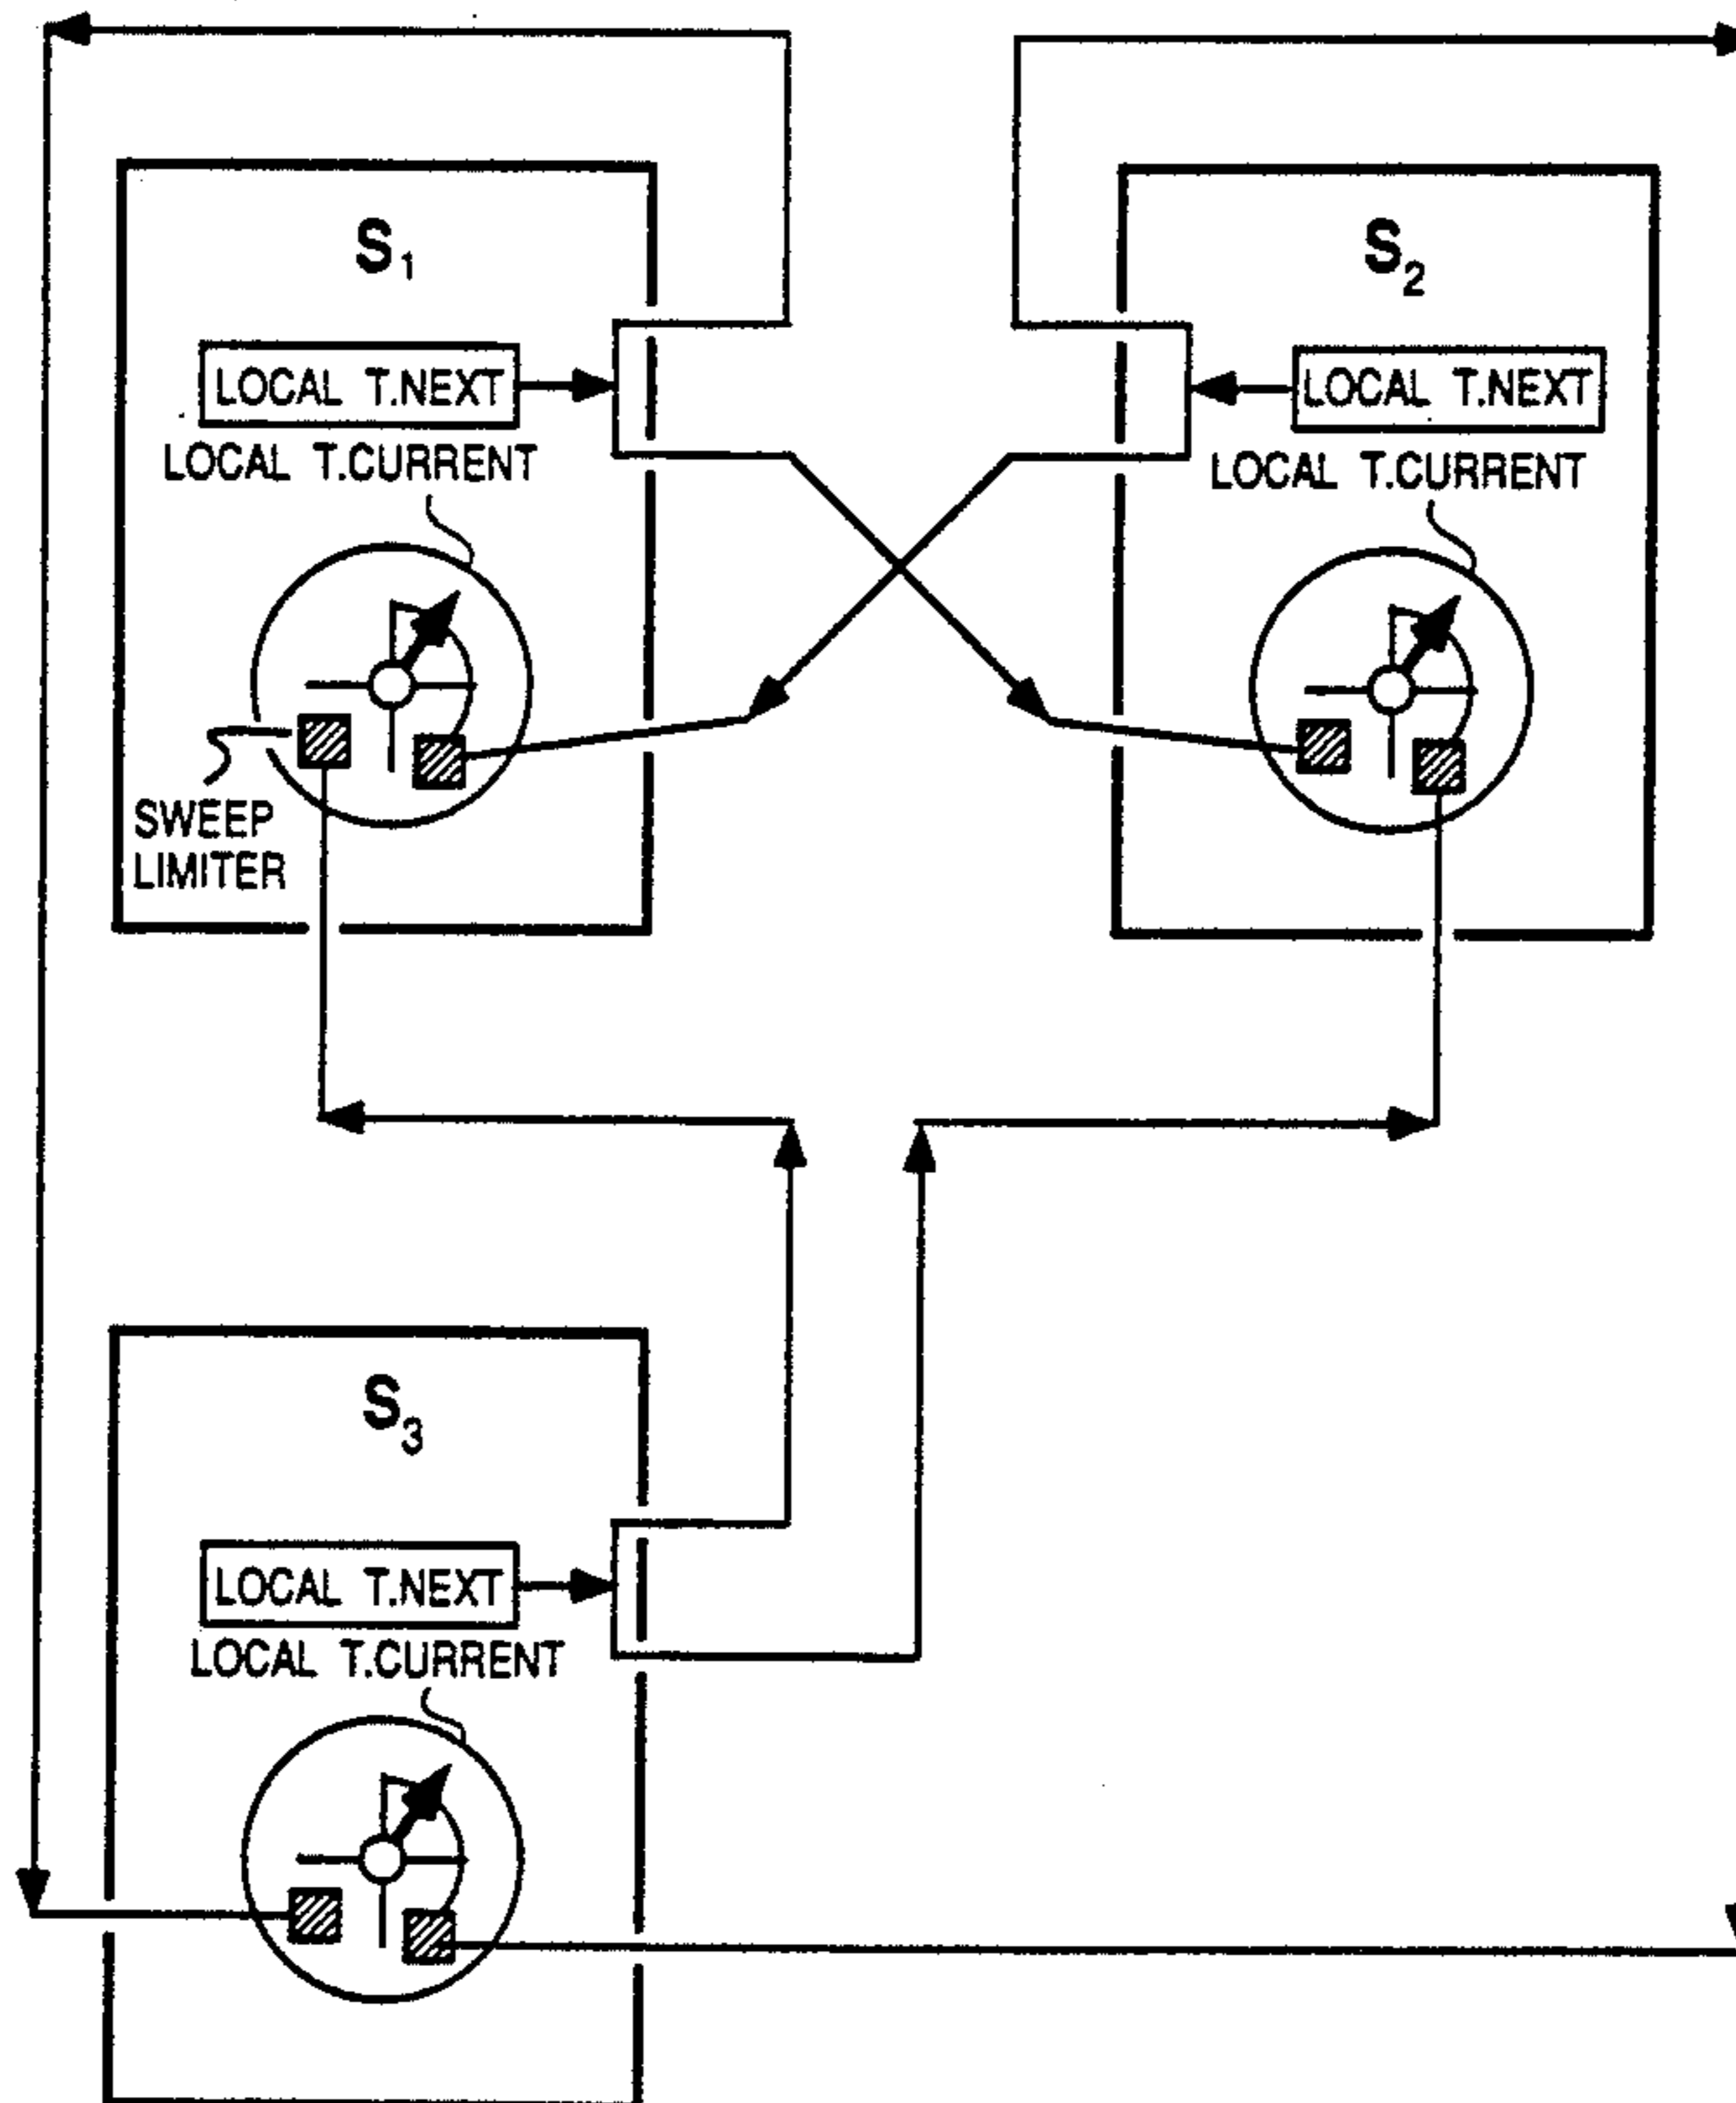 S1
LOCAL T.NEXT
LOCAL T.CURRENT
SWEEP
LIMITER
S2
LOCAL T.NEXT
LOCAL T.CURRENT
S3
LOCAL T.NEXT
LOCAL T.CURRENT